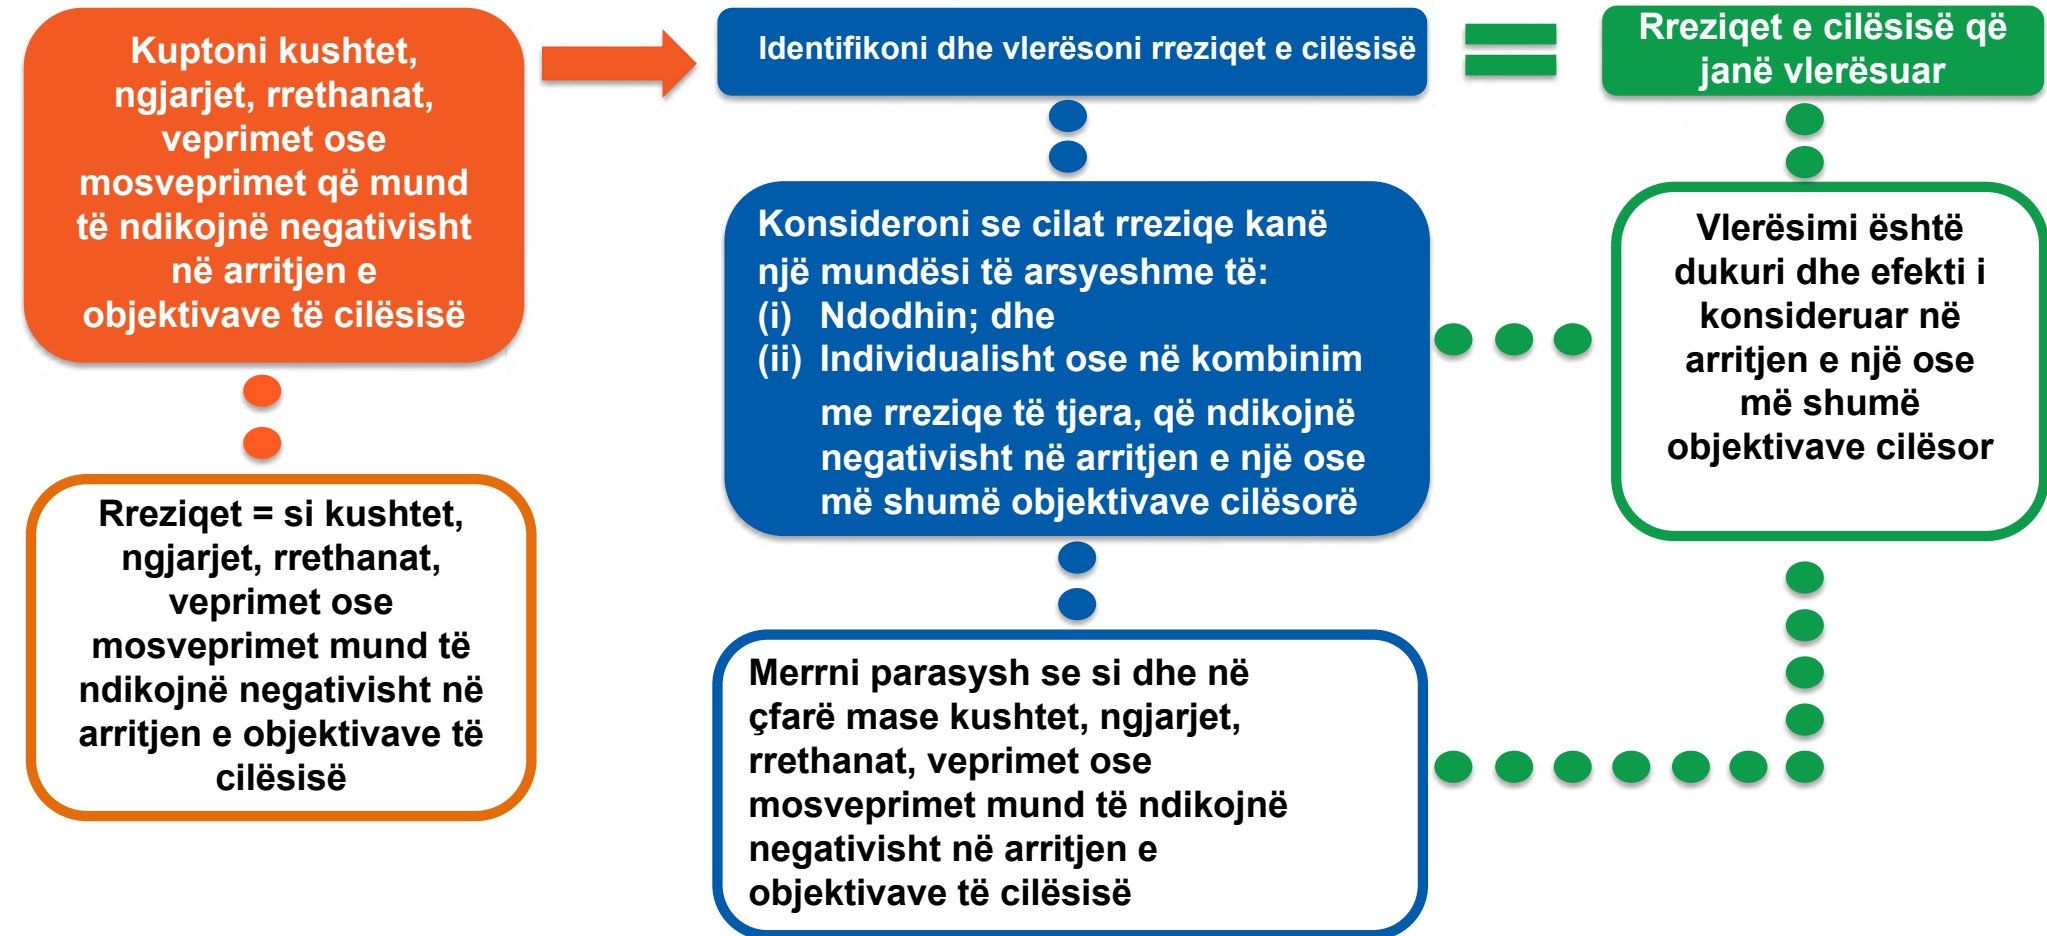 Kuptoni kushtet,
ngjarjet, rrethanat,
veprimet ose
mosveprimet që mund
të ndikojnë negativisht
në arritjen e
objektivave të cilësisë
Rreziqet = si kushtet,
ngjarjet, rrethanat,
veprimet ose
mosveprimet mund të
ndikojnë negativisht në
arritjen e objektivave të
cilësisë
Identifikoni dhe vlerësoni rreziqet e cilësisë
Konsideroni se cilat rreziqe kanë
një mundësi të arsyeshme të:
(i) Ndodhin; dhe
(ii) Individualisht ose në kombinim
me rreziqe të tjera, që ndikojnë
negativisht në arritjen e një ose
më shumë objektivave cilësorë
Merrni parasysh se si dhe në
çfarë mase kushtet, ngjarjet,
rrethanat, veprimet ose
mosveprimet mund të ndikojnë
negativisht në arritjen e
objektivave të cilësisë
Rreziqet e cilësisë që
janë vlerësuar
Vlerësimi është
dukuri dhe efekti i
konsideruar në
arritjen e një ose
më shumë
objektivave cilësor